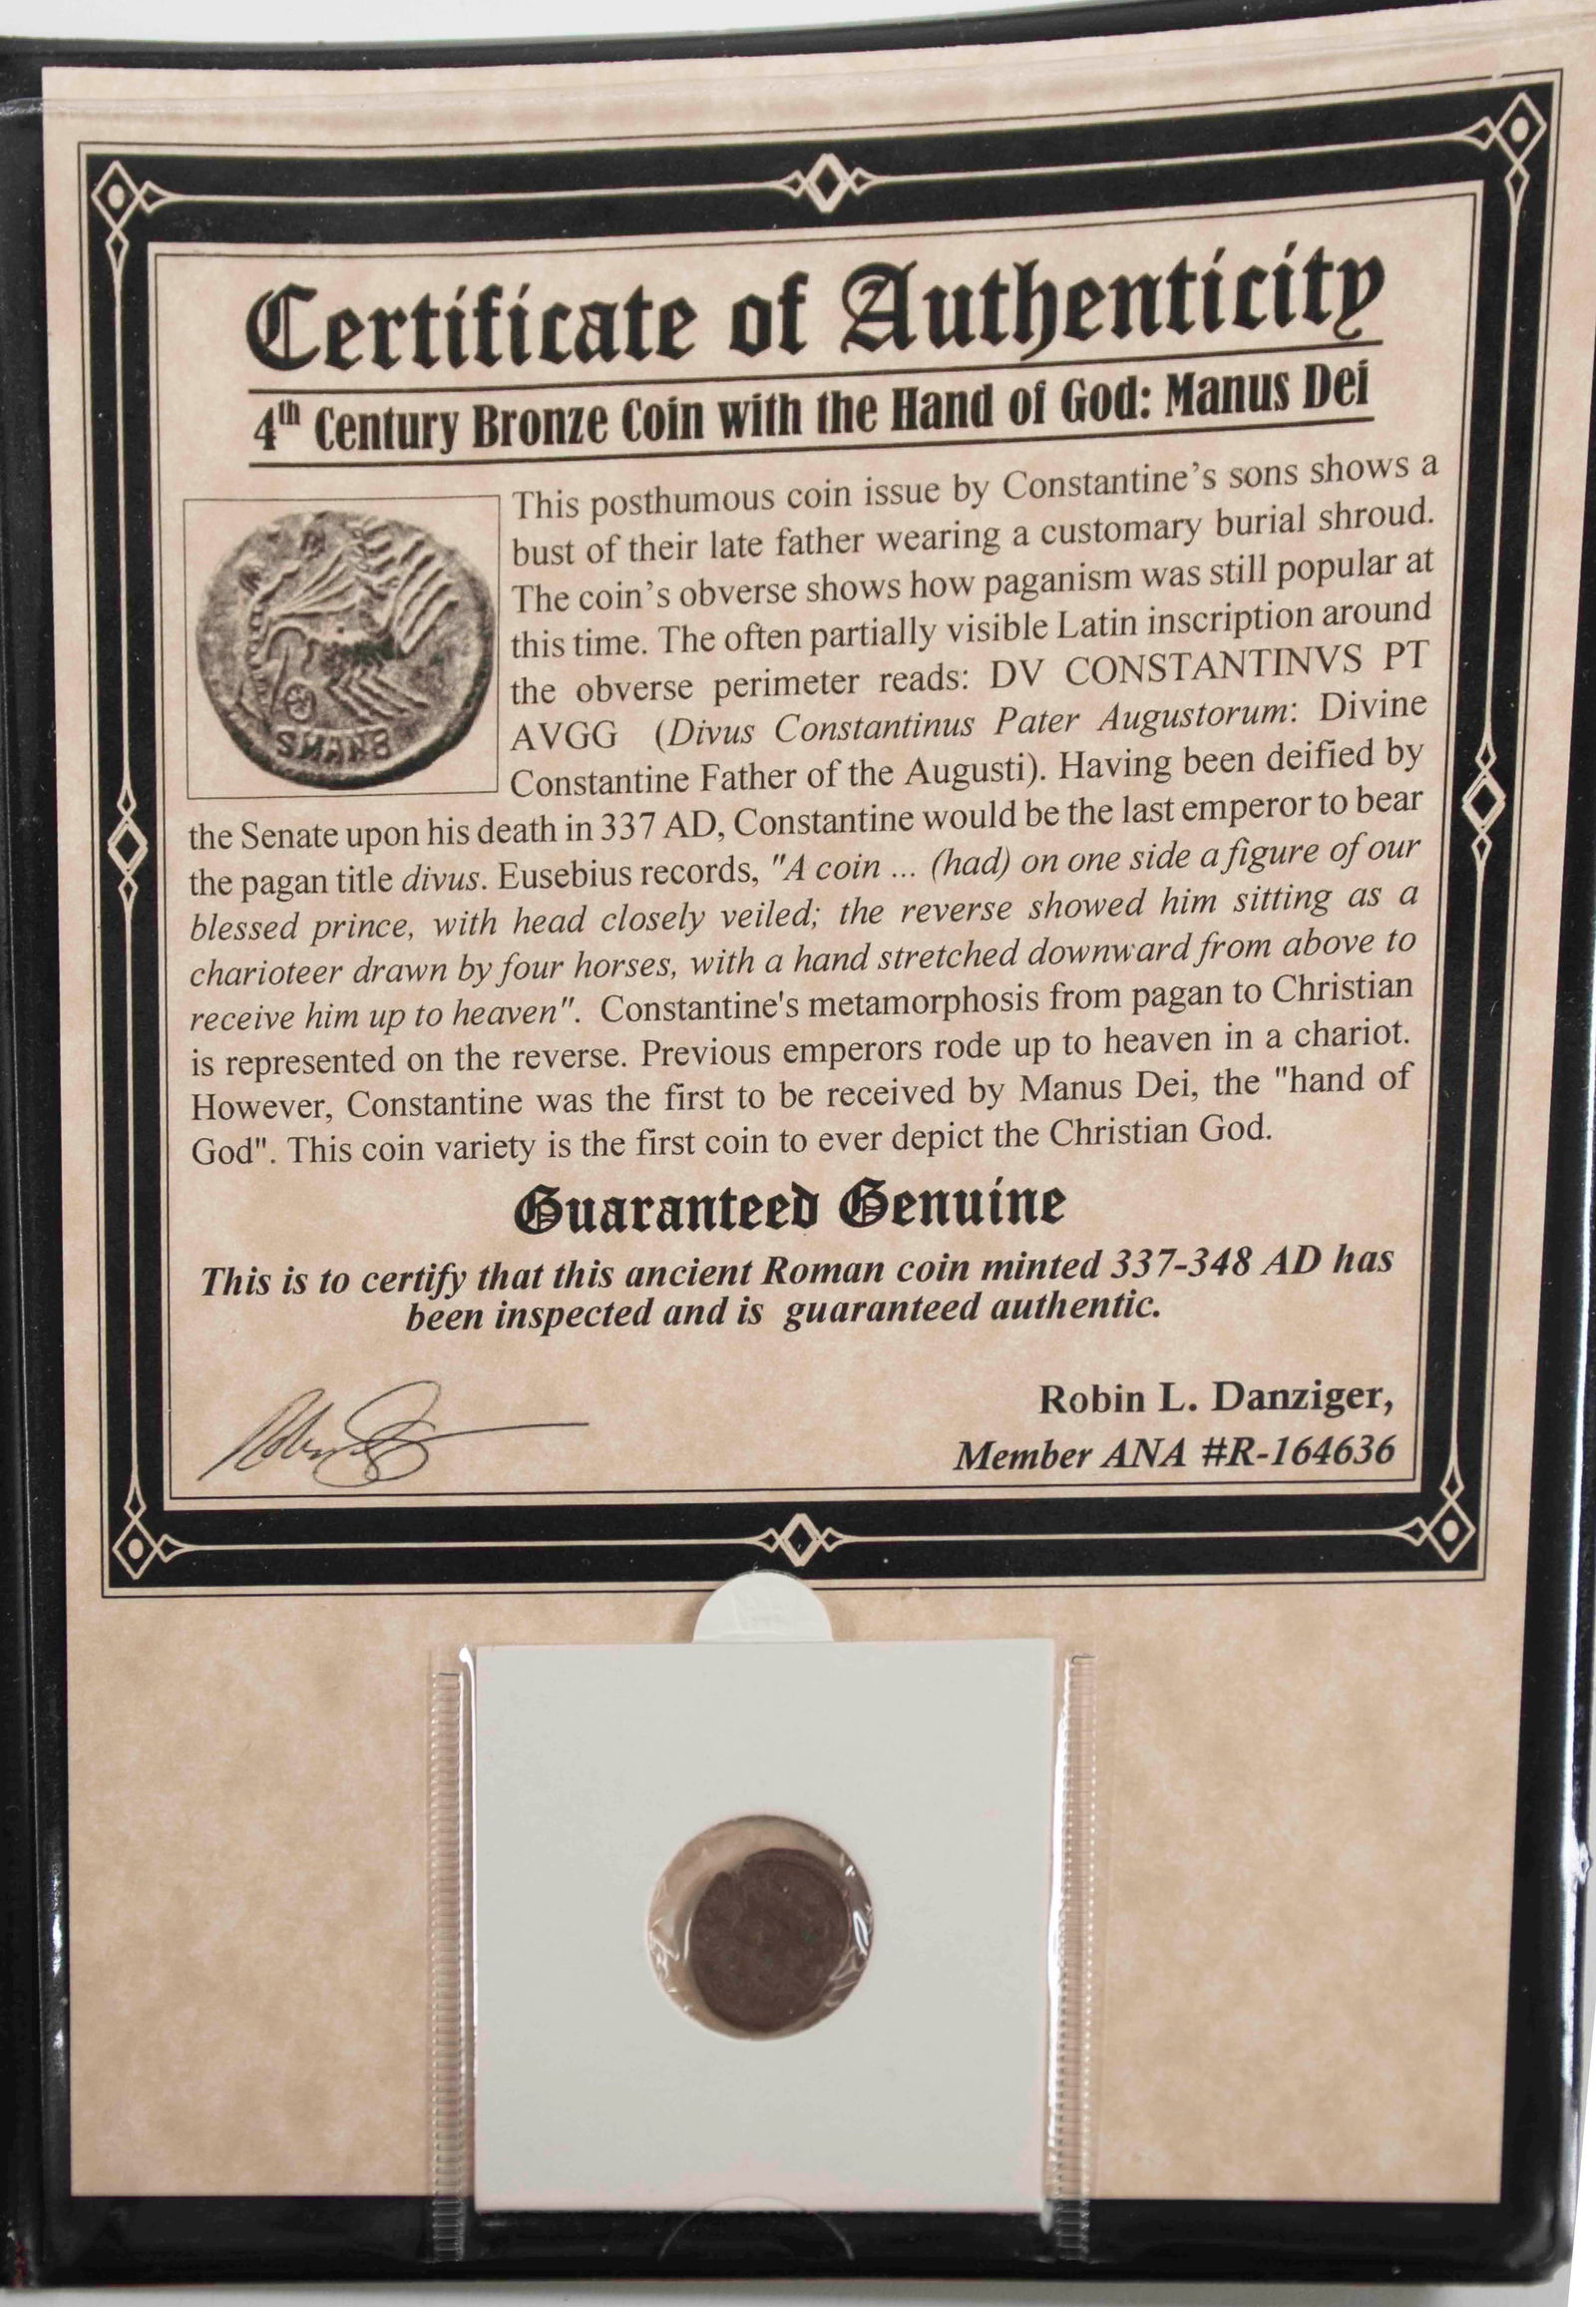 Certificate of Authenticity
4th Century Bronze Coin with the Hand of God: Manus Dei
This posthumous coin issue by Constantine's sons shows a
bust of their late father wearing a customary burial shroud.
The coin's obverse shows how paganism was still popular at
this time. The often partially visible Latin inscription around
the obverse perimeter reads: DV CONSTANTINVS PT
AVGG (Divus Constantinus Pater Augustorum: Divine
Constantine Father of the Augusti). Having been deified by
the Senate upon his death in 337 AD, Constantine would be the last emperor to bear
the pagan title divus. Eusebius records, "A coin ... (had) on one side a figure of our
blessed prince, with head closely veiled; the reverse showed him sitting as a
charioteer drawn by four horses, with a hand stretched downward from above to
receive him up to heaven". Constantine's metamorphosis from pagan to Christian
is represented on the reverse. Previous emperors rode up to heaven in a chariot.
However, Constantine was the first to be received by Manus Dei, the "hand of
God". This coin variety is the first coin to ever depict the Christian God.
SMANB
Guaranteed Genuine
This is to certify that this ancient Roman coin minted 337-348 AD has
been inspected and is guaranteed authentic.
Robin L. Danziger,
Member ANA #R-164636